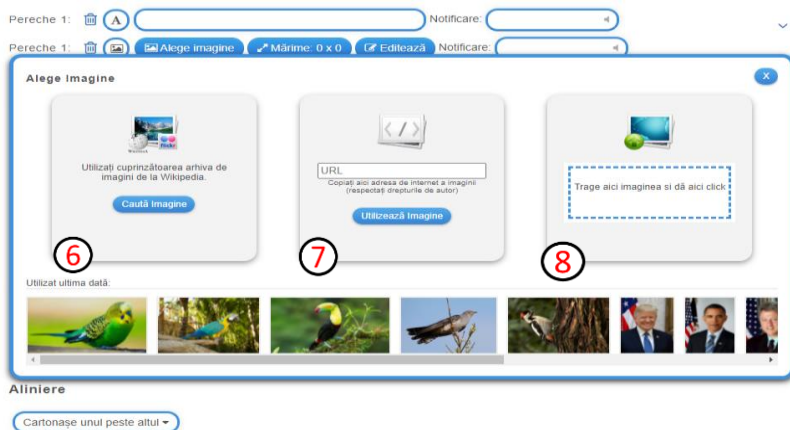 Pereche 1: A Notificare:
Pereche 1: Alege imagine Mărime: 0 x 0 Editează Notificare:
Alege Imagine
X
Utilizați cuprinzătoarea arhiva de
imagini de la Wikipedia.
Caută Imagine
6
</>
URL
Copiați aici adresa de internet a imaginii
(respectați drepturile de autor)
Utilizează Imagine
7
Trage aici imaginea si dă aici click
8
Utilizat ultima dată:
Aliniere
Cartonașe unul peste altul